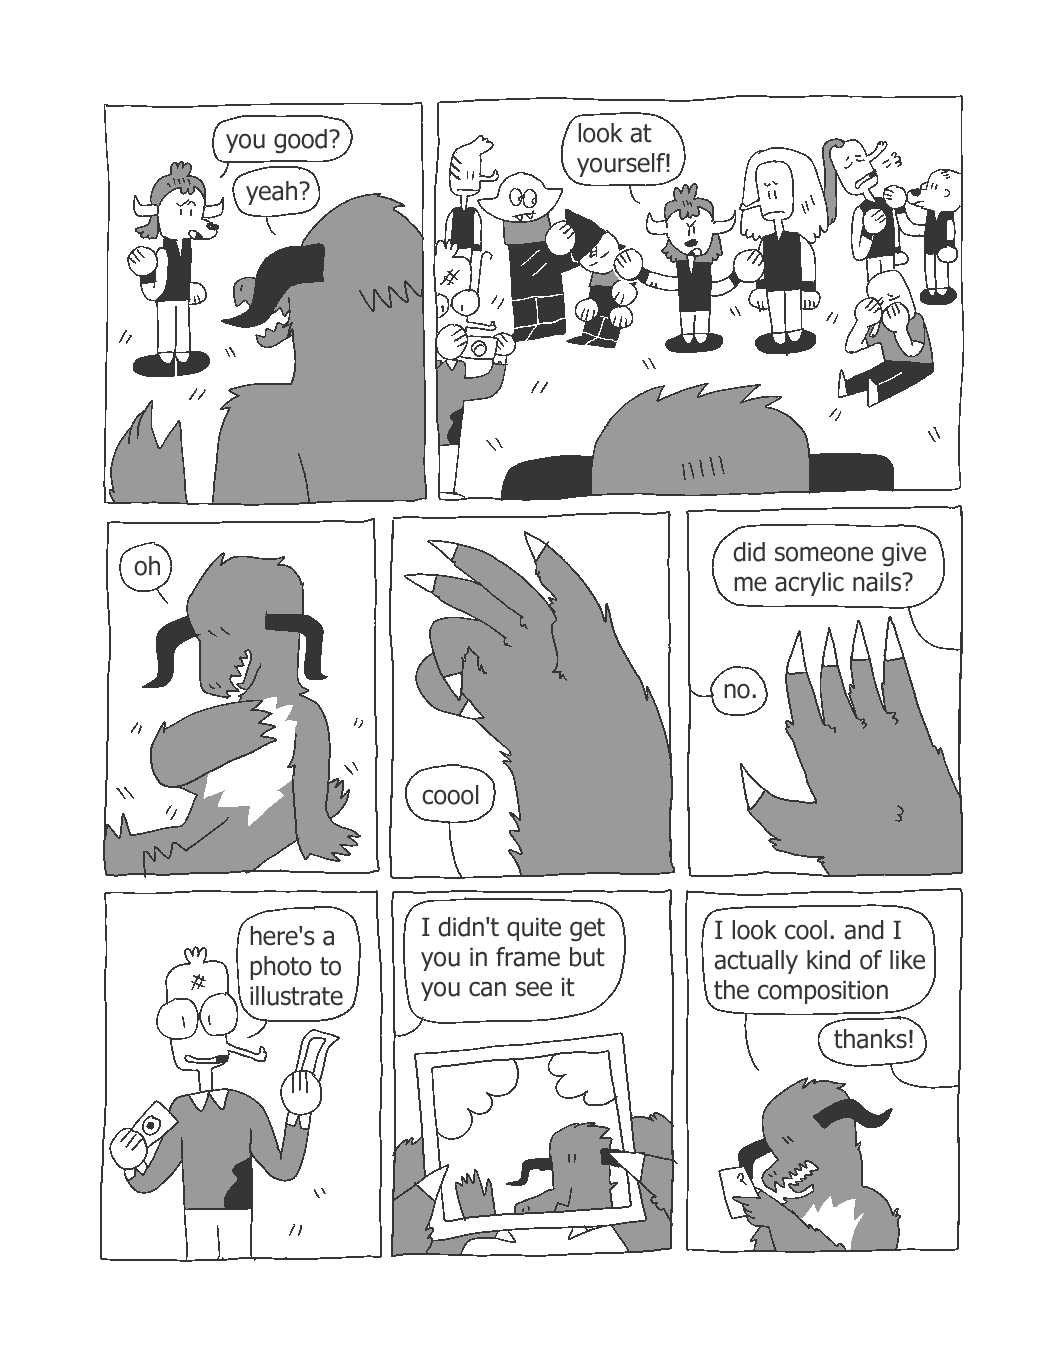 you good?
yeah?
look at
yourself!
oh
coool
did someone give
me acrylic nails?
no.
here's a
photo to
illustrate
I didn't quite get
you in frame but
you can see it
I look cool. and I
actually kind of like
the composition
thanks!